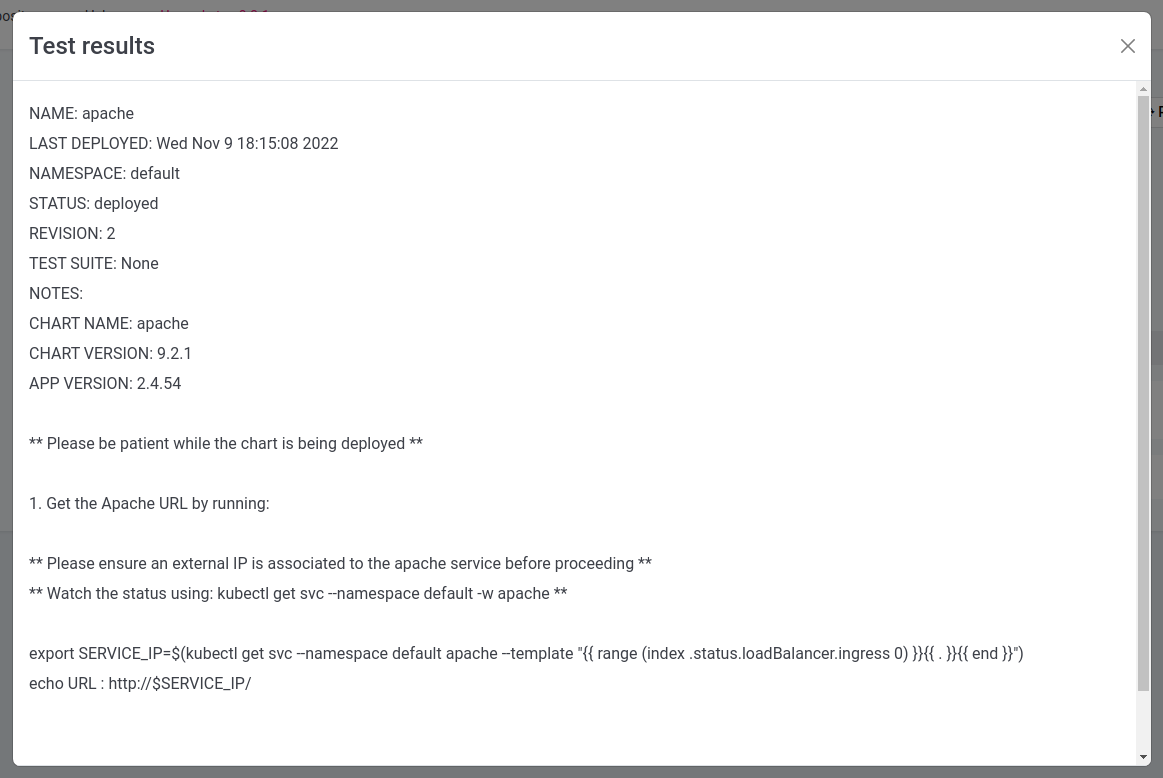 Test results
NAME: apache
LAST DEPLOYED: Wed Nov 9 18:15:08 2022
NAMESPACE: default
STATUS: deployed
REVISION: 2
TEST SUITE: None
NOTES:
CHART NAME: apache
CHART VERSION: 9.2.1
APP VERSION: 2.4.54
** Please be patient while the chart is being deployed **
1. Get the Apache URL by running:
** Please ensure an external IP is associated to the apache service before proceeding **
** Watch the status using: kubectl get svc --namespace default -w apache **
export SERVICE_IP=$(kubectl get svc --namespace default apache --template "{{ range (index .status.loadBalancer.ingress 0) }}{{ . }}{{ end }}")
echo URL : http://$SERVICE_IP/